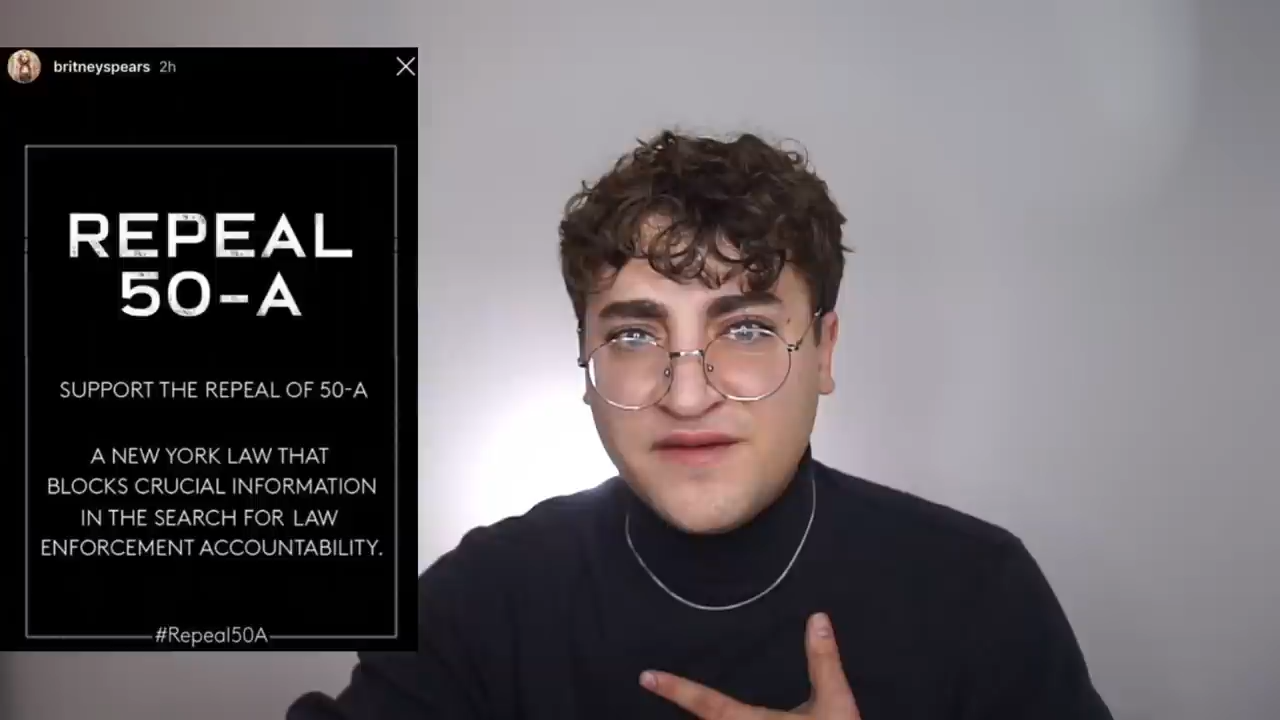 britneyspears 2h
REPEAL
50-A
SUPPORT THE REPEAL OF 50-A
A NEW YORK LAW THAT
BLOCKS CRUCIAL INFORMATION
IN THE SEARCH FOR LAW
ENFORCEMENT ACCOUNTABILITY.
#Repeal50A